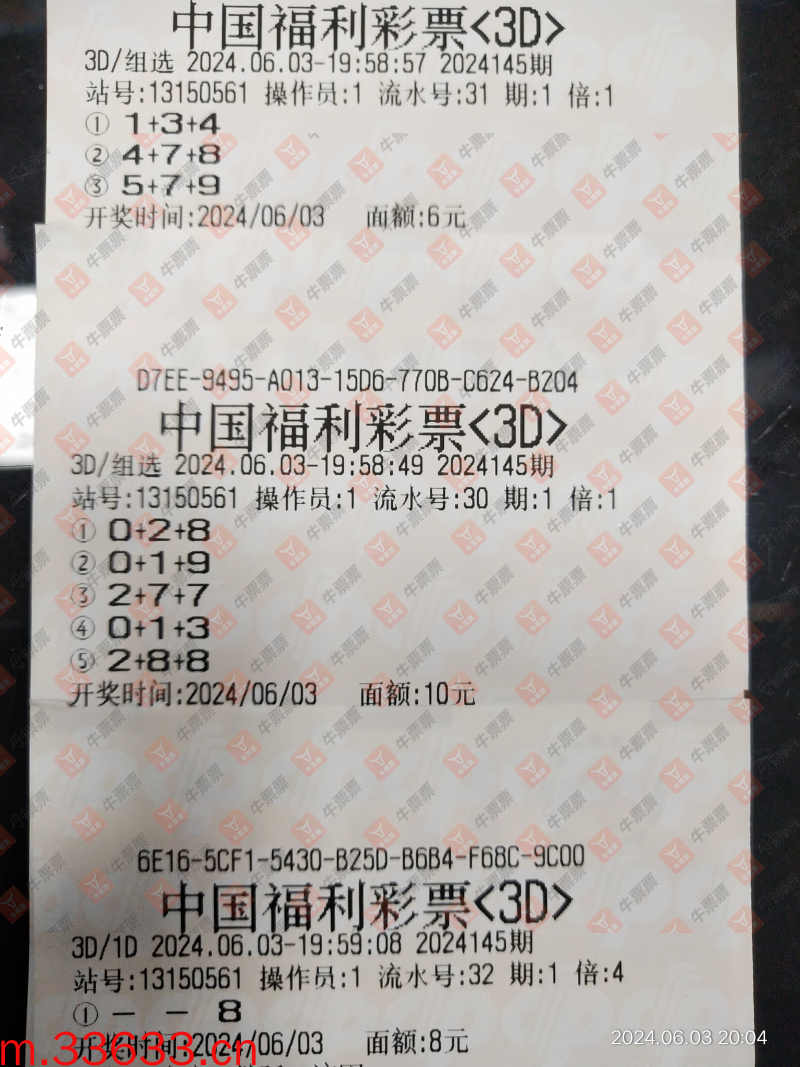 中国福利彩票<3D>
3D/组选 2024.06.03-19:58:57 2024145期
站号:13150561 操作员:1 流水号:31 期:1 倍:1
① 1+3+4
② 4+7+8
③ 5+7+9
开奖时间:2024/06/03 面额:6元
D7EE-9495-A013-15D6-770B-C624-B204
中国福利彩票<3D>
3D/组选 2024.06.03-19:58:49 2024145期
站号:13150561 操作员:1 流水号:30 期:1 倍:1
① 0+2+8
② 0+1+9
③ 2+7+7
④ 0+1+3
⑤ 2+8+8
开奖时间:2024/06/03 面额:10元
6E16-5CF1-5430-B25D-B6B4-F68C-9C00
中国福利彩票<3D>
3D/1D 2024.06.03-19:59:08 2024145期
站号:13150561 操作员:1 流水号:32 期:1 倍:4
① - - 8
开奖时间:2024/06/03 面额:8元
m.33633.cn
2024.06.03 20:04
牛票票